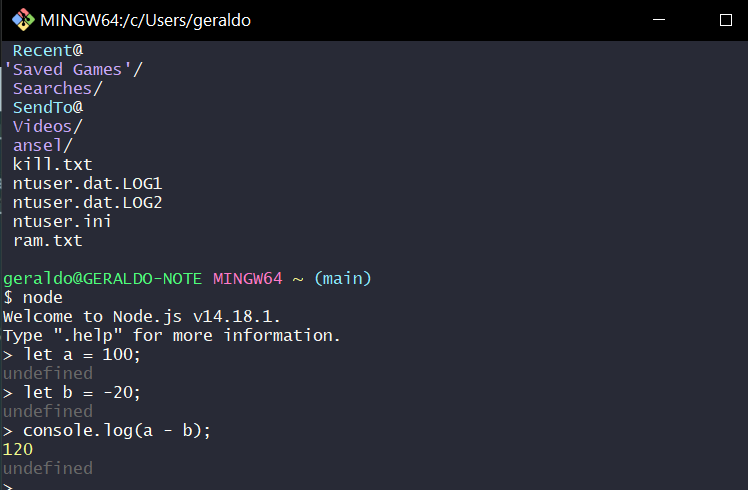 MINGW64:/c/Users/geraldo
Recent@
'Saved Games'/
Searches/
SendTo@
Videos/
ansel/
kill.txt
ntuser.dat.LOG1
ntuser.dat.LOG2
ntuser.ini
ram.txt
geraldo@GERALDO-NOTE MINGW64 ~ (main)
$ node
Welcome to Node.js v14.18.1.
Type ".help" for more information.
> let a = 100;
undefined
> let b = -20;
undefined
> console.log(a - b);
120
undefined
>